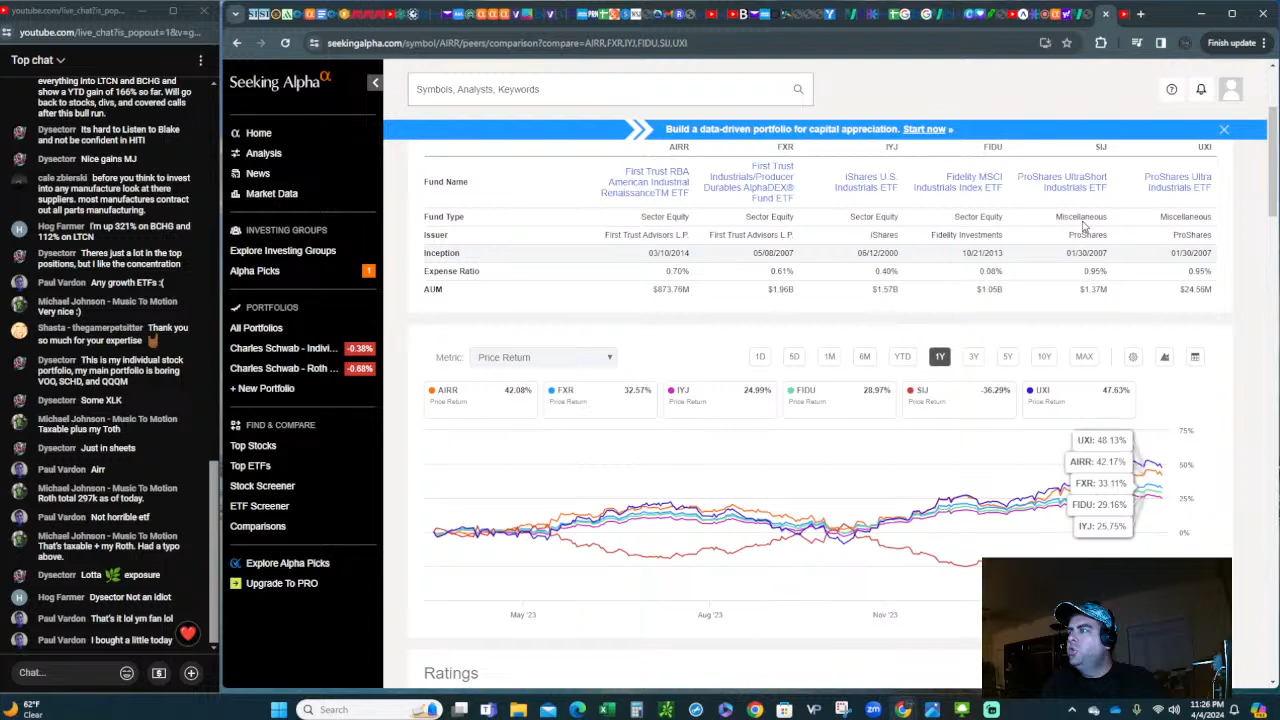 youtube.com/live_chat?is_pop...
youtube.com/live_chat?is_popout=1&v=g...
Top chat
everything into LTCN and BCHG and
show a YTD gain of 166% so far. Will go
back to stocks, divs, and covered calls
after this bull run.
Dysectorr Its hard to Listen to Blake
and not be confident in HITI
Dysectorr Nice gains MJ
cale zbierski before you think to invest
into any manufacture look at there
suppliers. most manufactures contract
out all parts manufacturing.
Hog Farmer I'm up 321% on BCHG
and 112% on LTCN
Dysectorr Theres just a lot in the top
positions, but I like the concentration
Paul Vardon Any growth ETFs :(
Michael Johnson - Music To Motion
Very nice :)
Shasta - thegamerpetsitter Thank you
so much for your expertise
Dysectorr This is my individual stock
portfolio, my main portfolio is boring
VOO, SCHD, and QQQM
Dysectorr Some XLK
Michael Johnson - Music To Motion
Taxable plus my Toth
Dysectorr Just in sheets
Paul Vardon Airr
Michael Johnson - Music To Motion
Roth total 297k as of today.
Paul Vardon Not horrible etf
Michael Johnson - Music To Motion
That's taxable + my Roth. Had a typo
above.
Dysectorr Lotta 🌿 exposure
Hog Farmer Dysector Not an idiot
Paul Vardon That's it lol ym fan lol
Paul Vardon I bought a little today
Chat...
62°F
Clear
seekingalpha.com/symbol/AIRR/peers/comparison?compare=AIRR,FXR,IYJ,FIDU,SIJ,UXI
Finish update
Seeking Alpha α
Home
Analysis
News
Market Data
INVESTING GROUPS
Explore Investing Groups
Alpha Picks 1
PORTFOLIOS
All Portfolios
Charles Schwab - Indivi... -0.38%
Charles Schwab - Roth ... -0.68%
+ New Portfolio
FIND & COMPARE
Top Stocks
Top ETFs
Stock Screener
ETF Screener
Comparisons
Explore Alpha Picks
Upgrade To PRO
Symbols, Analysts, Keywords
Build a data-driven portfolio for capital appreciation. Start now »
AIRR FXR IYJ FIDU SIJ UXI
Fund Name
First Trust RBA American Industrial Renaissance™ ETF
First Trust Industrials/Producer Durables AlphaDEX® Fund ETF
iShares U.S. Industrials ETF
Fidelity MSCI Industrials Index ETF
ProShares UltraShort Industrials ETF
ProShares Ultra Industrials ETF
Fund Type Sector Equity Sector Equity Sector Equity Sector Equity Miscellaneous Miscellaneous
Issuer First Trust Advisors L.P. First Trust Advisors L.P. iShares Fidelity Investments ProShares ProShares
Inception 03/10/2014 05/08/2007 06/12/2000 10/21/2013 01/30/2007 01/30/2007
Expense Ratio 0.70% 0.61% 0.40% 0.08% 0.95% 0.95%
AUM $873.76M $1.96B $1.57B $1.05B $1.37M $24.56M
Metric: Price Return
1D 5D 1M 6M YTD 1Y 3Y 5Y 10Y MAX
AIRR 42.08% FXR 32.57% IYJ 24.99% FIDU 28.97% SIJ -36.29% UXI 47.63%
Price Return Price Return Price Return Price Return Price Return Price Return
75%
UXI: 48.13%
AIRR: 42.17%
50%
FXR: 33.11%
25%
FIDU: 29.16%
IYJ: 25.75%
0%
May '23 Aug '23 Nov '23
Ratings
Search
11:26 PM
4/4/2024